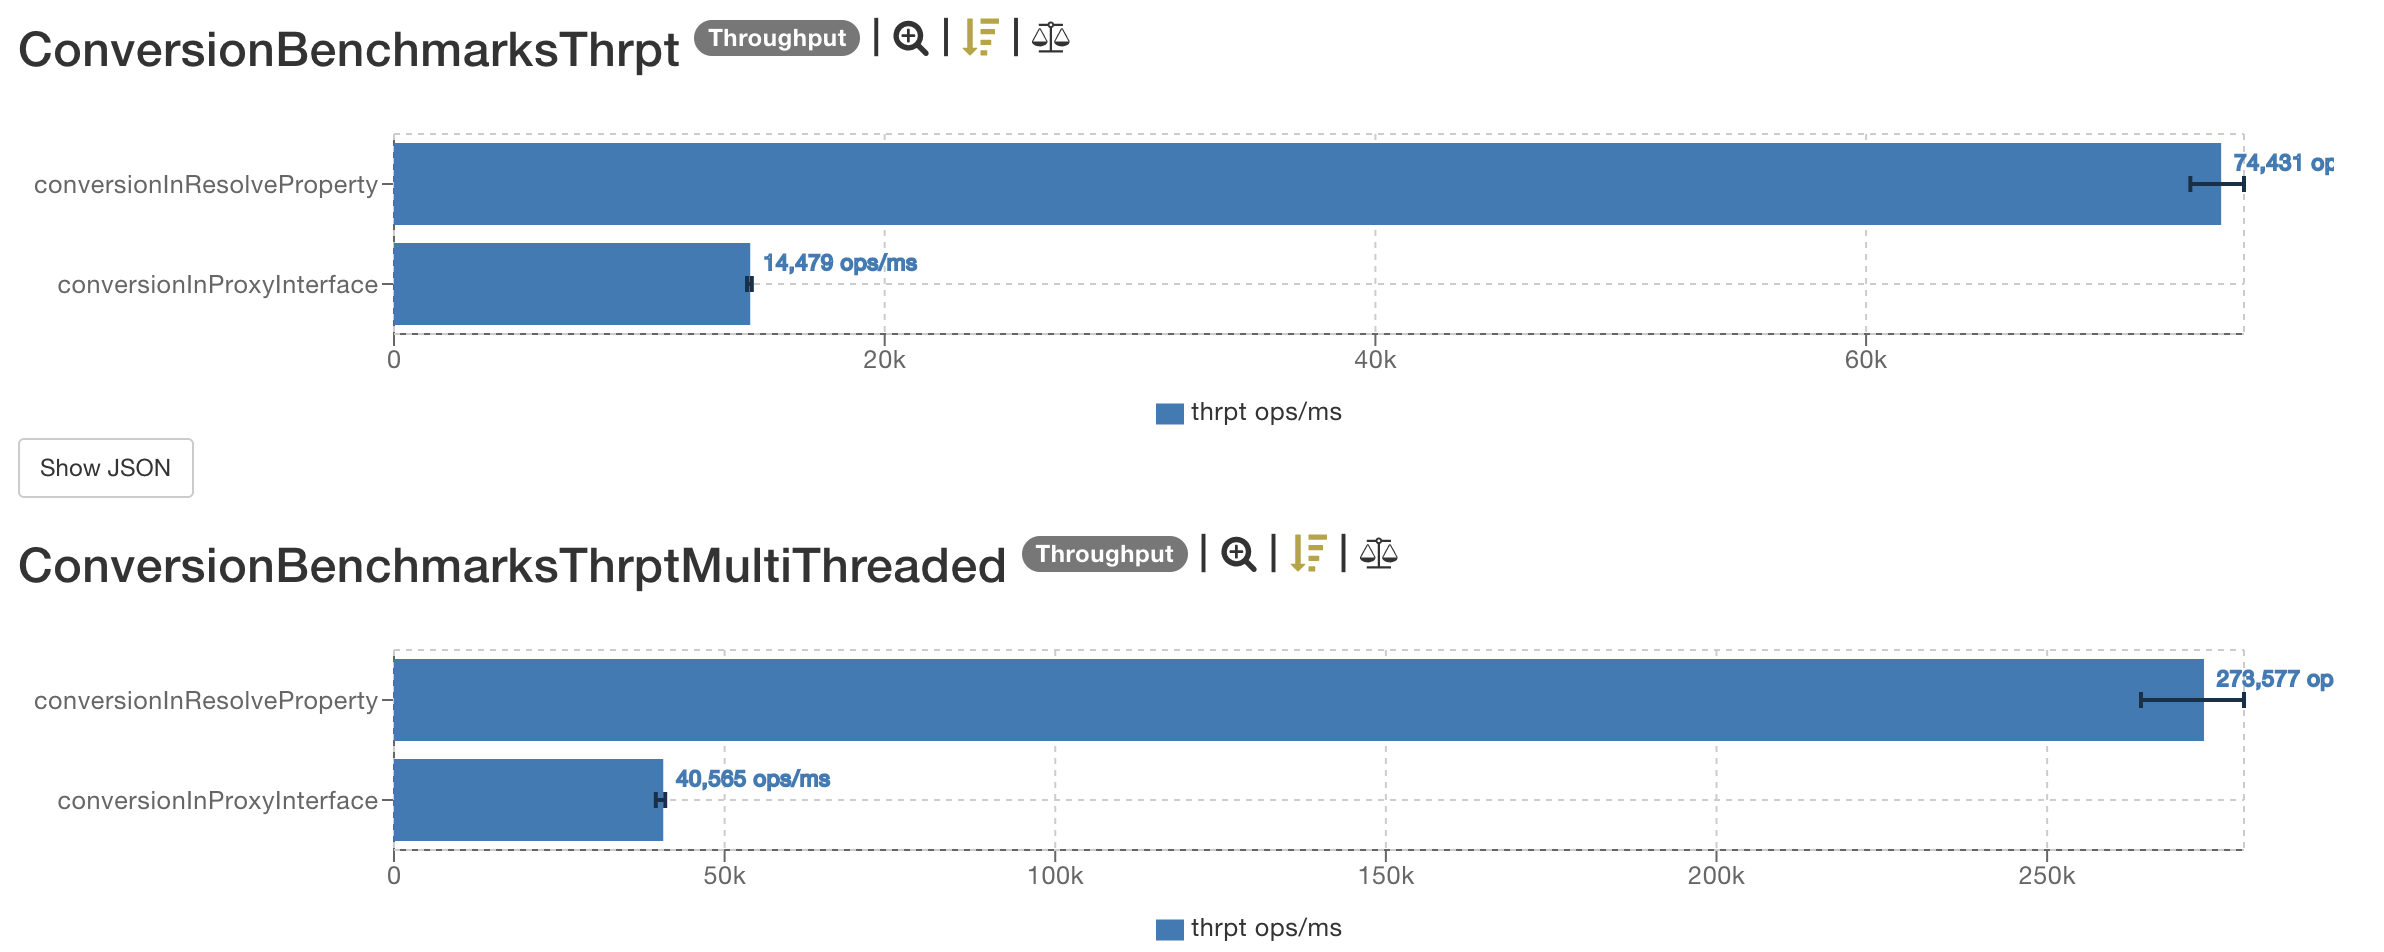 ConversionBenchmarksThrpt Throughput
conversionInResolveProperty
74,431 op
conversionInProxyInterface
14,479 ops/ms
0 20k 40k 60k
thrpt ops/ms
Show JSON
ConversionBenchmarksThrptMultiThreaded Throughput
conversionInResolveProperty
273,577 op
conversionInProxyInterface
40,565 ops/ms
0 50k 100k 150k 200k 250k
thrpt ops/ms